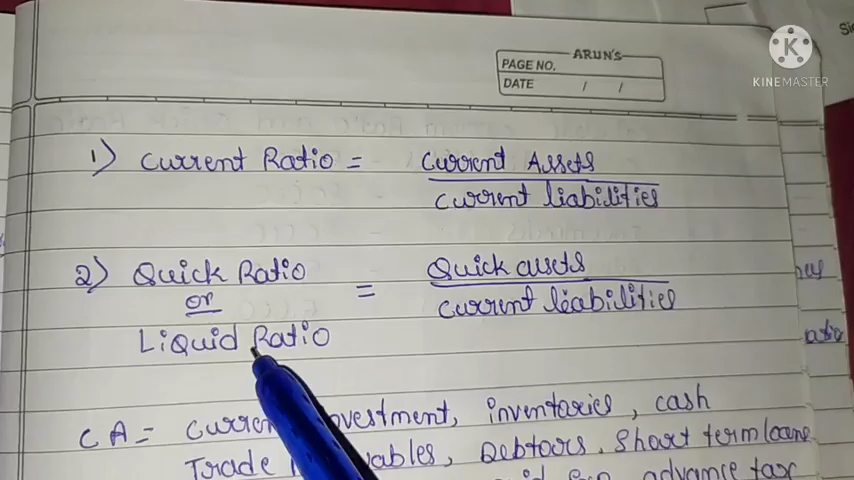 ARUN'S
PAGE NO.
DATE / /
K
KINEMASTER
1) Current Ratio = Current Assets
Current liabilities
2) Quick Ratio
or
Liquid Ratio
= Quick assets
Current liabilities
CA = investment, inventories, cash
Trade Debtors, Short term loans
advance tax